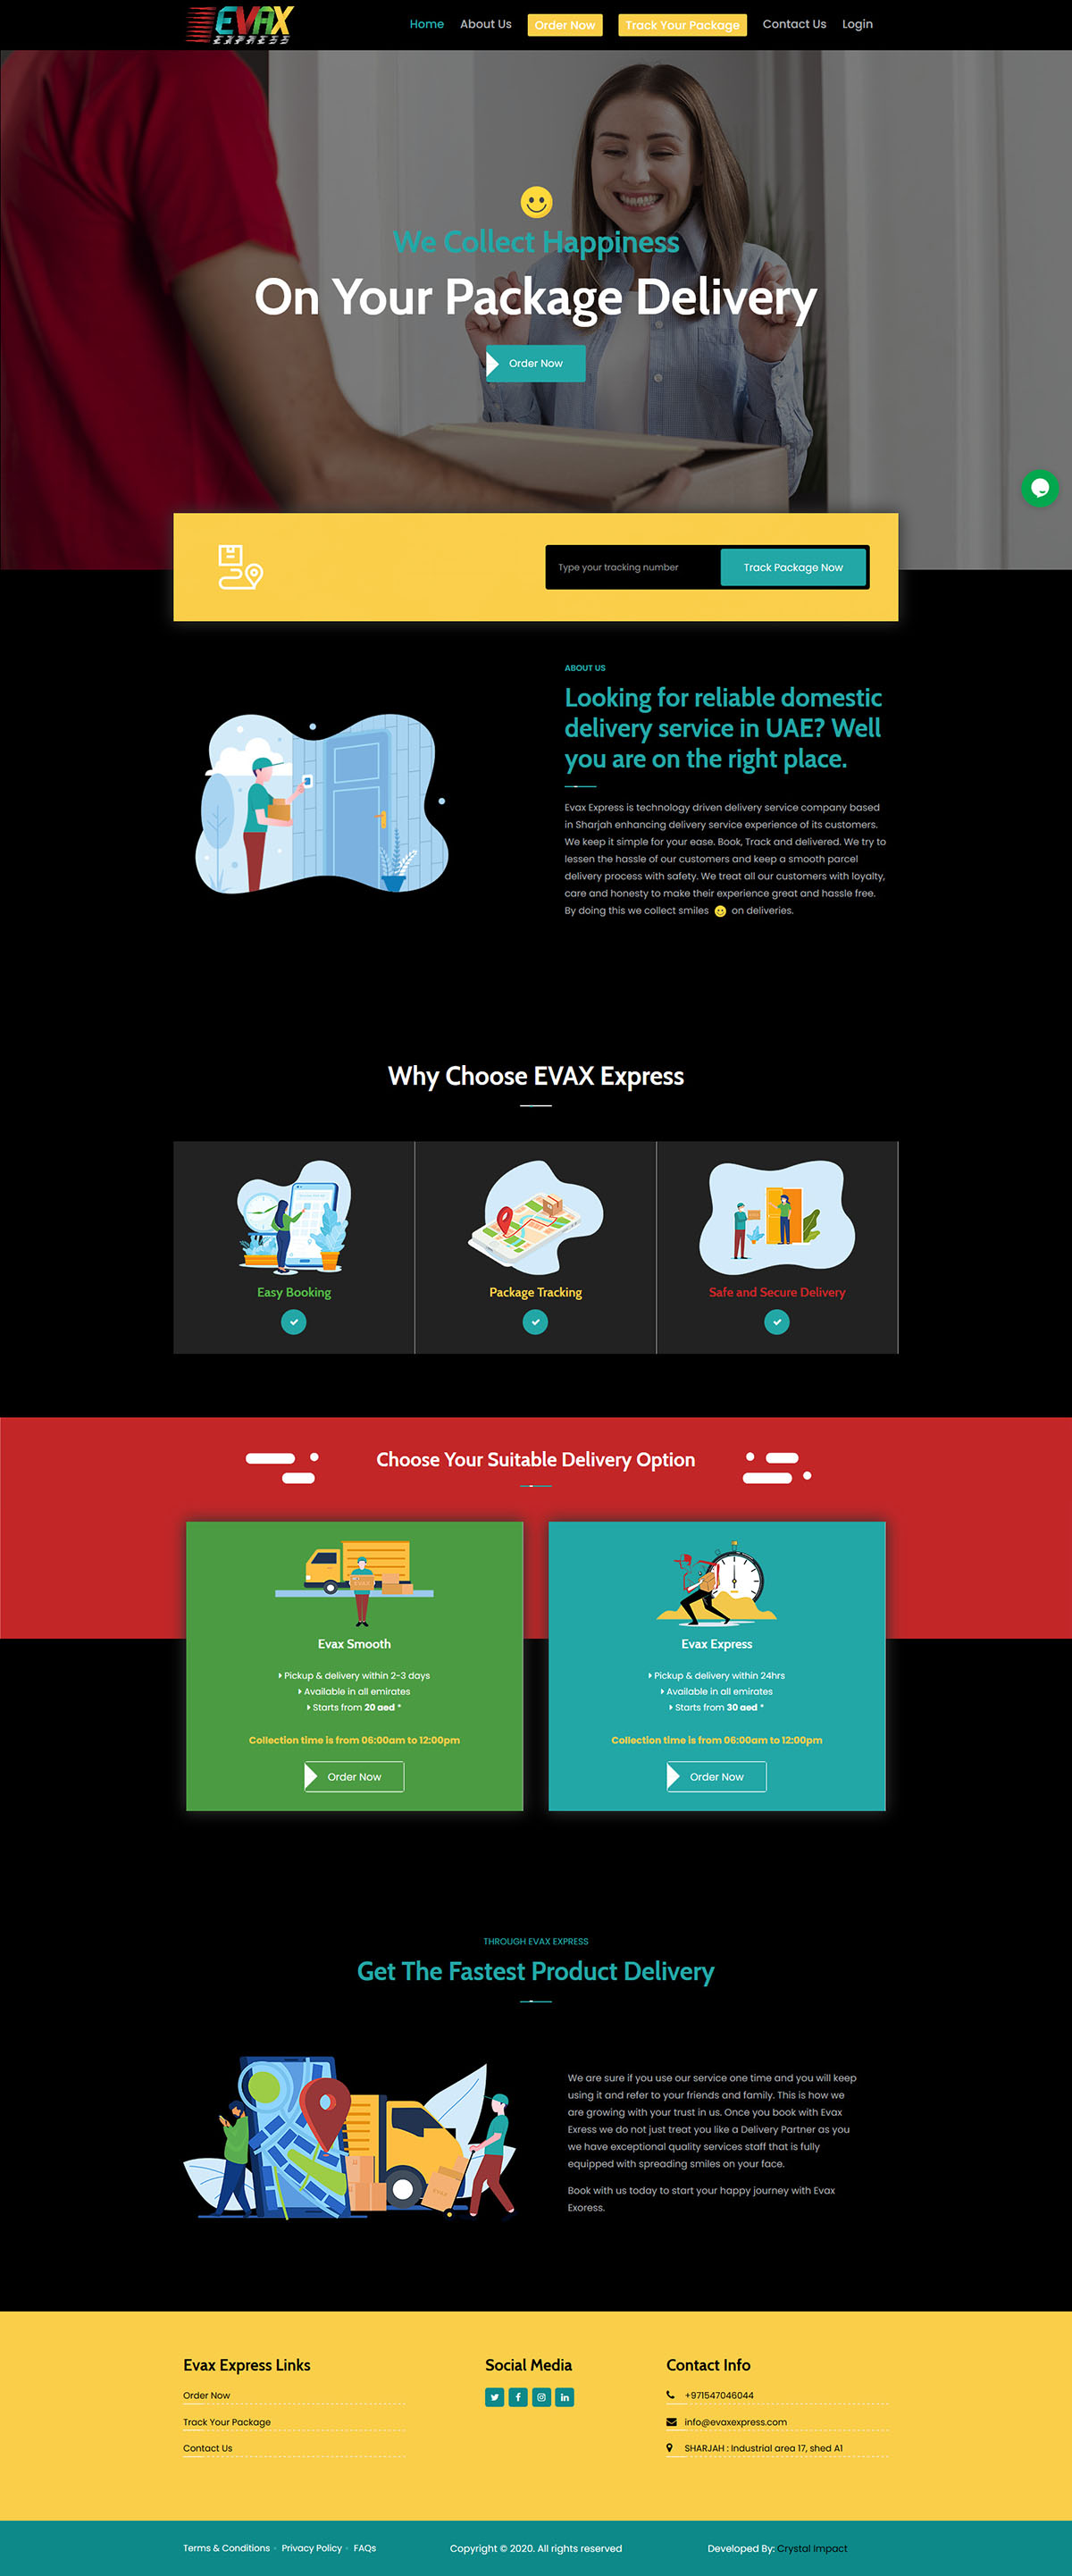 EVAX
EXPRESS
Home
About Us
Order Now
Track Your Package
Contact Us
Login
We Collect Happiness
On Your Package Delivery
Order Now
Type your tracking number
Track Package Now
ABOUT US
Looking for reliable domestic
delivery service in UAE? Well
you are on the right place.
Evax Express is technology driven delivery service company based
in Sharjah enhancing delivery service experience of its customers.
We keep it simple for your ease. Book, Track and delivered. We try to
lessen the hassle of our customers and keep a smooth parcel
delivery process with safety. We treat all our customers with loyalty,
care and honesty to make their experience great and hassle free.
By doing this we collect smiles 🙂 on deliveries.
Why Choose EVAX Express
Easy Booking
Package Tracking
Safe and Secure Delivery
Choose Your Suitable Delivery Option
Evax Smooth
Pickup & delivery within 2-3 days
Available in all emirates
Starts from 20 aed *
Collection time is from 06:00am to 12:00pm
Order Now
Evax Express
Pickup & delivery within 24hrs
Available in all emirates
Starts from 30 aed *
Collection time is from 06:00am to 12:00pm
Order Now
THROUGH EVAX EXPRESS
Get The Fastest Product Delivery
We are sure if you use our service one time and you will keep
using it and refer to your friends and family. This is how we
are growing with your trust in us. Once you book with Evax
Exress we do not just treat you like a Delivery Partner as you
we have exceptional quality services staff that is fully
equipped with spreading smiles on your face.
Book with us today to start your happy journey with Evax
Exoress.
Evax Express Links
Order Now
Track Your Package
Contact Us
Social Media
Contact Info
+971547046044
info@evaxexpress.com
SHARJAH : Industrial area 17, shed A1
Terms & Conditions
Privacy Policy
FAQs
Copyright © 2020. All rights reserved
Developed By: Crystal Impact